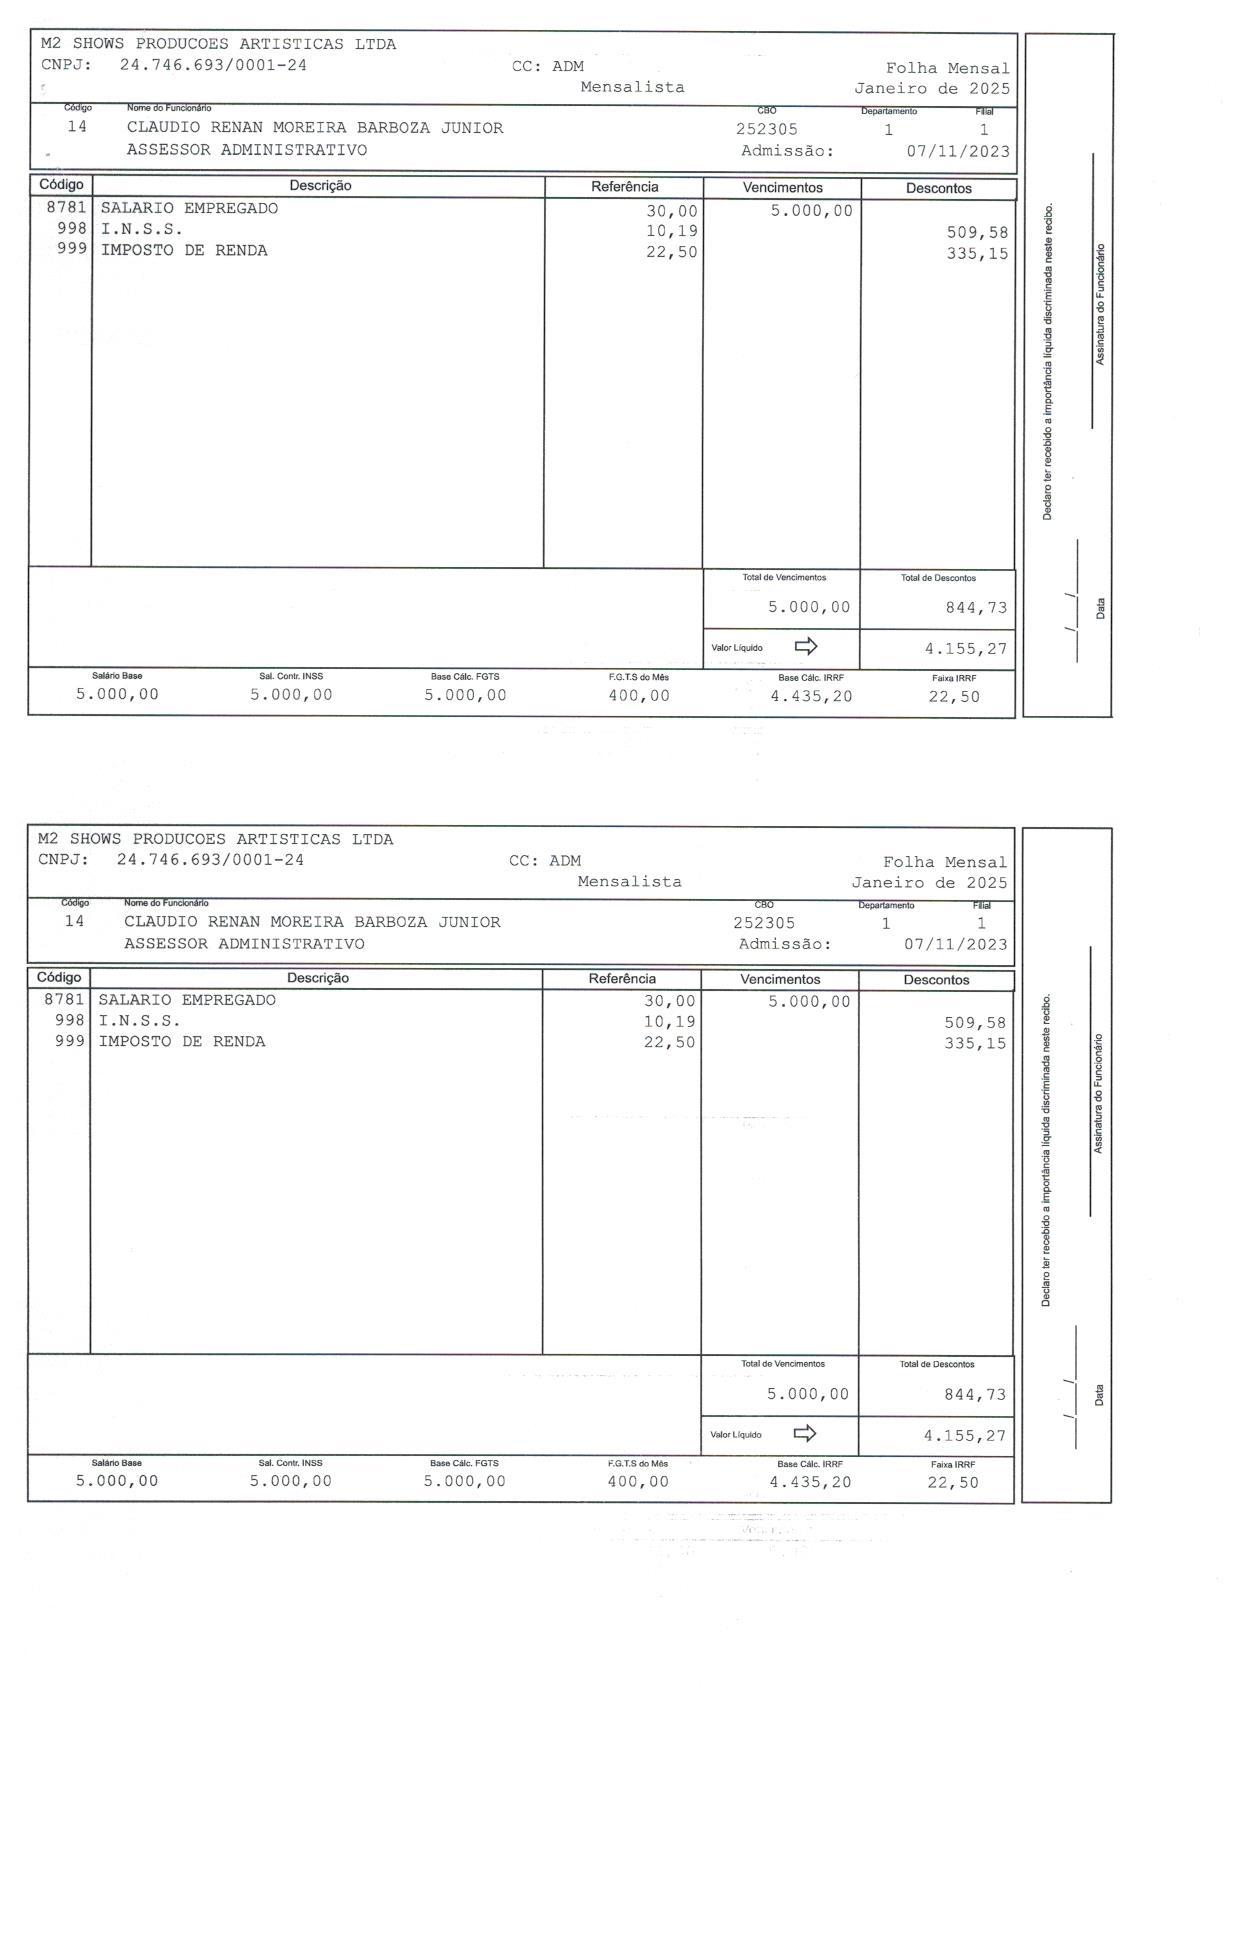 M2 SHOWS PRODUCOES ARTISTICAS LTDA
CNPJ: 24.746.693/0001-24 CC: ADM Folha Mensal
Mensalista Janeiro de 2025
Código Nome do Funcionário CBO Departamento Filial
14 CLAUDIO RENAN MOREIRA BARBOZA JUNIOR 252305 1 1
ASSESSOR ADMINISTRATIVO Admissão: 07/11/2023
Código Descrição Referência Vencimentos Descontos
8781 SALARIO EMPREGADO 30,00 5.000,00
998 I.N.S.S. 10,19 509,58
999 IMPOSTO DE RENDA 22,50 335,15
Total de Vencimentos Total de Descontos
5.000,00 844,73
Valor Líquido 4.155,27
Salário Base Sal. Contr. INSS Base Cálc. FGTS F.G.T.S do Mês Base Cálc. IRRF Faixa IRRF
5.000,00 5.000,00 5.000,00 400,00 4.435,20 22,50
Declaro ter recebido a importância líquida discriminada neste recibo.
___/___/___
Data Assinatura do Funcionário
M2 SHOWS PRODUCOES ARTISTICAS LTDA
CNPJ: 24.746.693/0001-24 CC: ADM Folha Mensal
Mensalista Janeiro de 2025
Código Nome do Funcionário CBO Departamento Filial
14 CLAUDIO RENAN MOREIRA BARBOZA JUNIOR 252305 1 1
ASSESSOR ADMINISTRATIVO Admissão: 07/11/2023
Código Descrição Referência Vencimentos Descontos
8781 SALARIO EMPREGADO 30,00 5.000,00
998 I.N.S.S. 10,19 509,58
999 IMPOSTO DE RENDA 22,50 335,15
Total de Vencimentos Total de Descontos
5.000,00 844,73
Valor Líquido 4.155,27
Salário Base Sal. Contr. INSS Base Cálc. FGTS F.G.T.S do Mês Base Cálc. IRRF Faixa IRRF
5.000,00 5.000,00 5.000,00 400,00 4.435,20 22,50
Declaro ter recebido a importância líquida discriminada neste recibo.
___/___/___
Data Assinatura do Funcionário